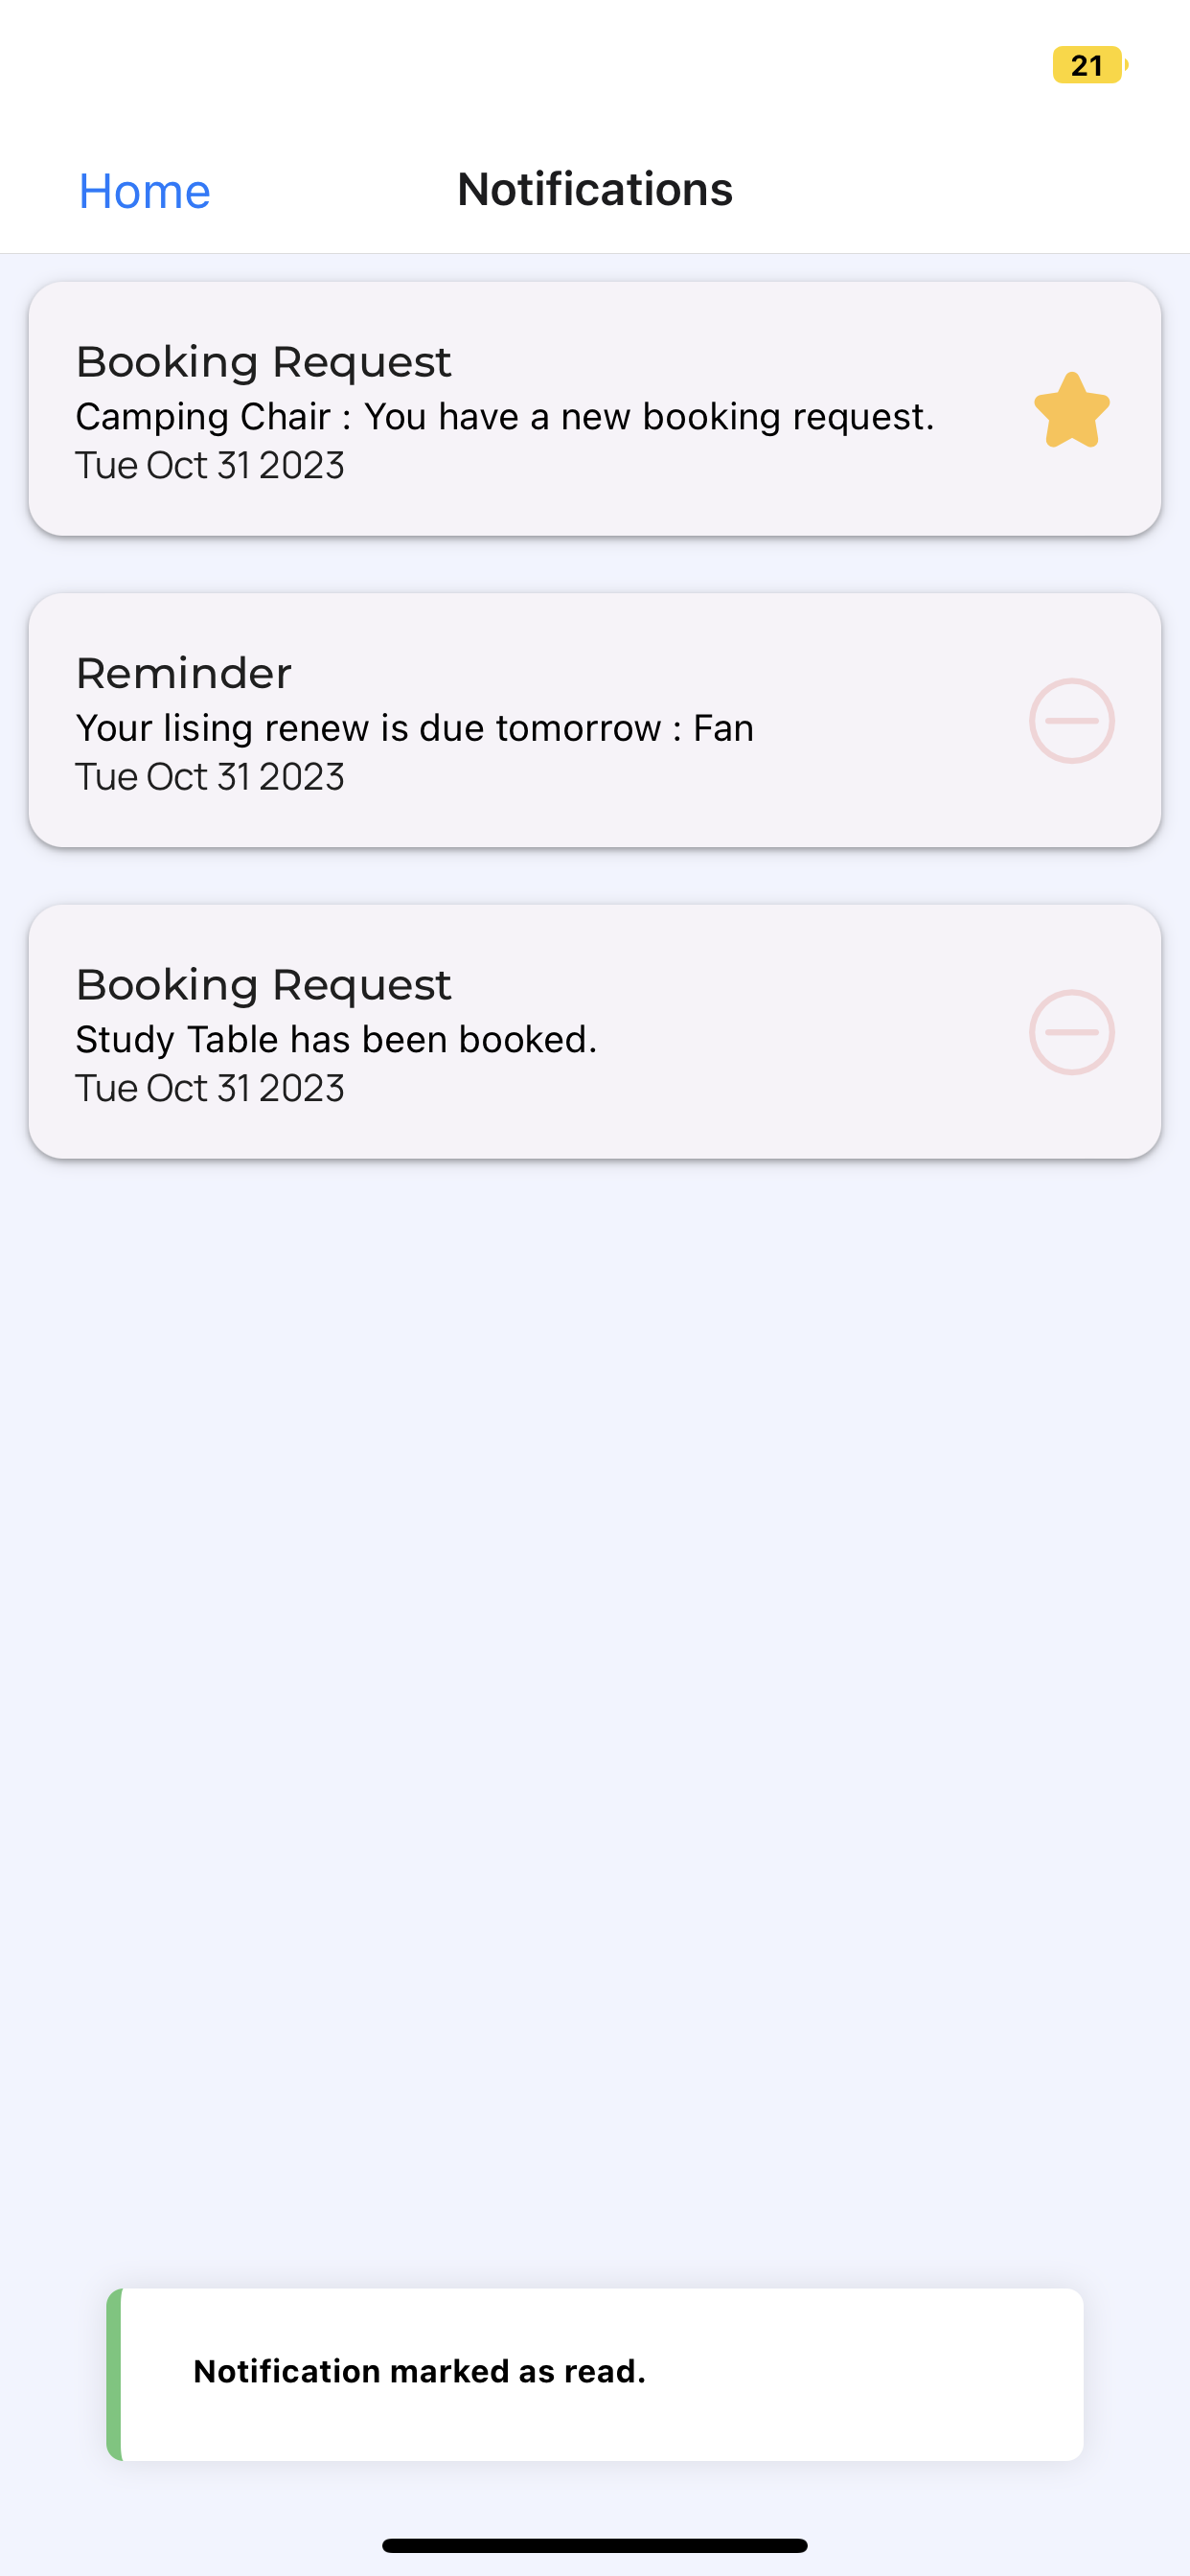 21
Home
Notifications
Booking Request
Camping Chair : You have a new booking request.
Tue Oct 31 2023
Reminder
Your lising renew is due tomorrow : Fan
Tue Oct 31 2023
Booking Request
Study Table has been booked.
Tue Oct 31 2023
Notification marked as read.